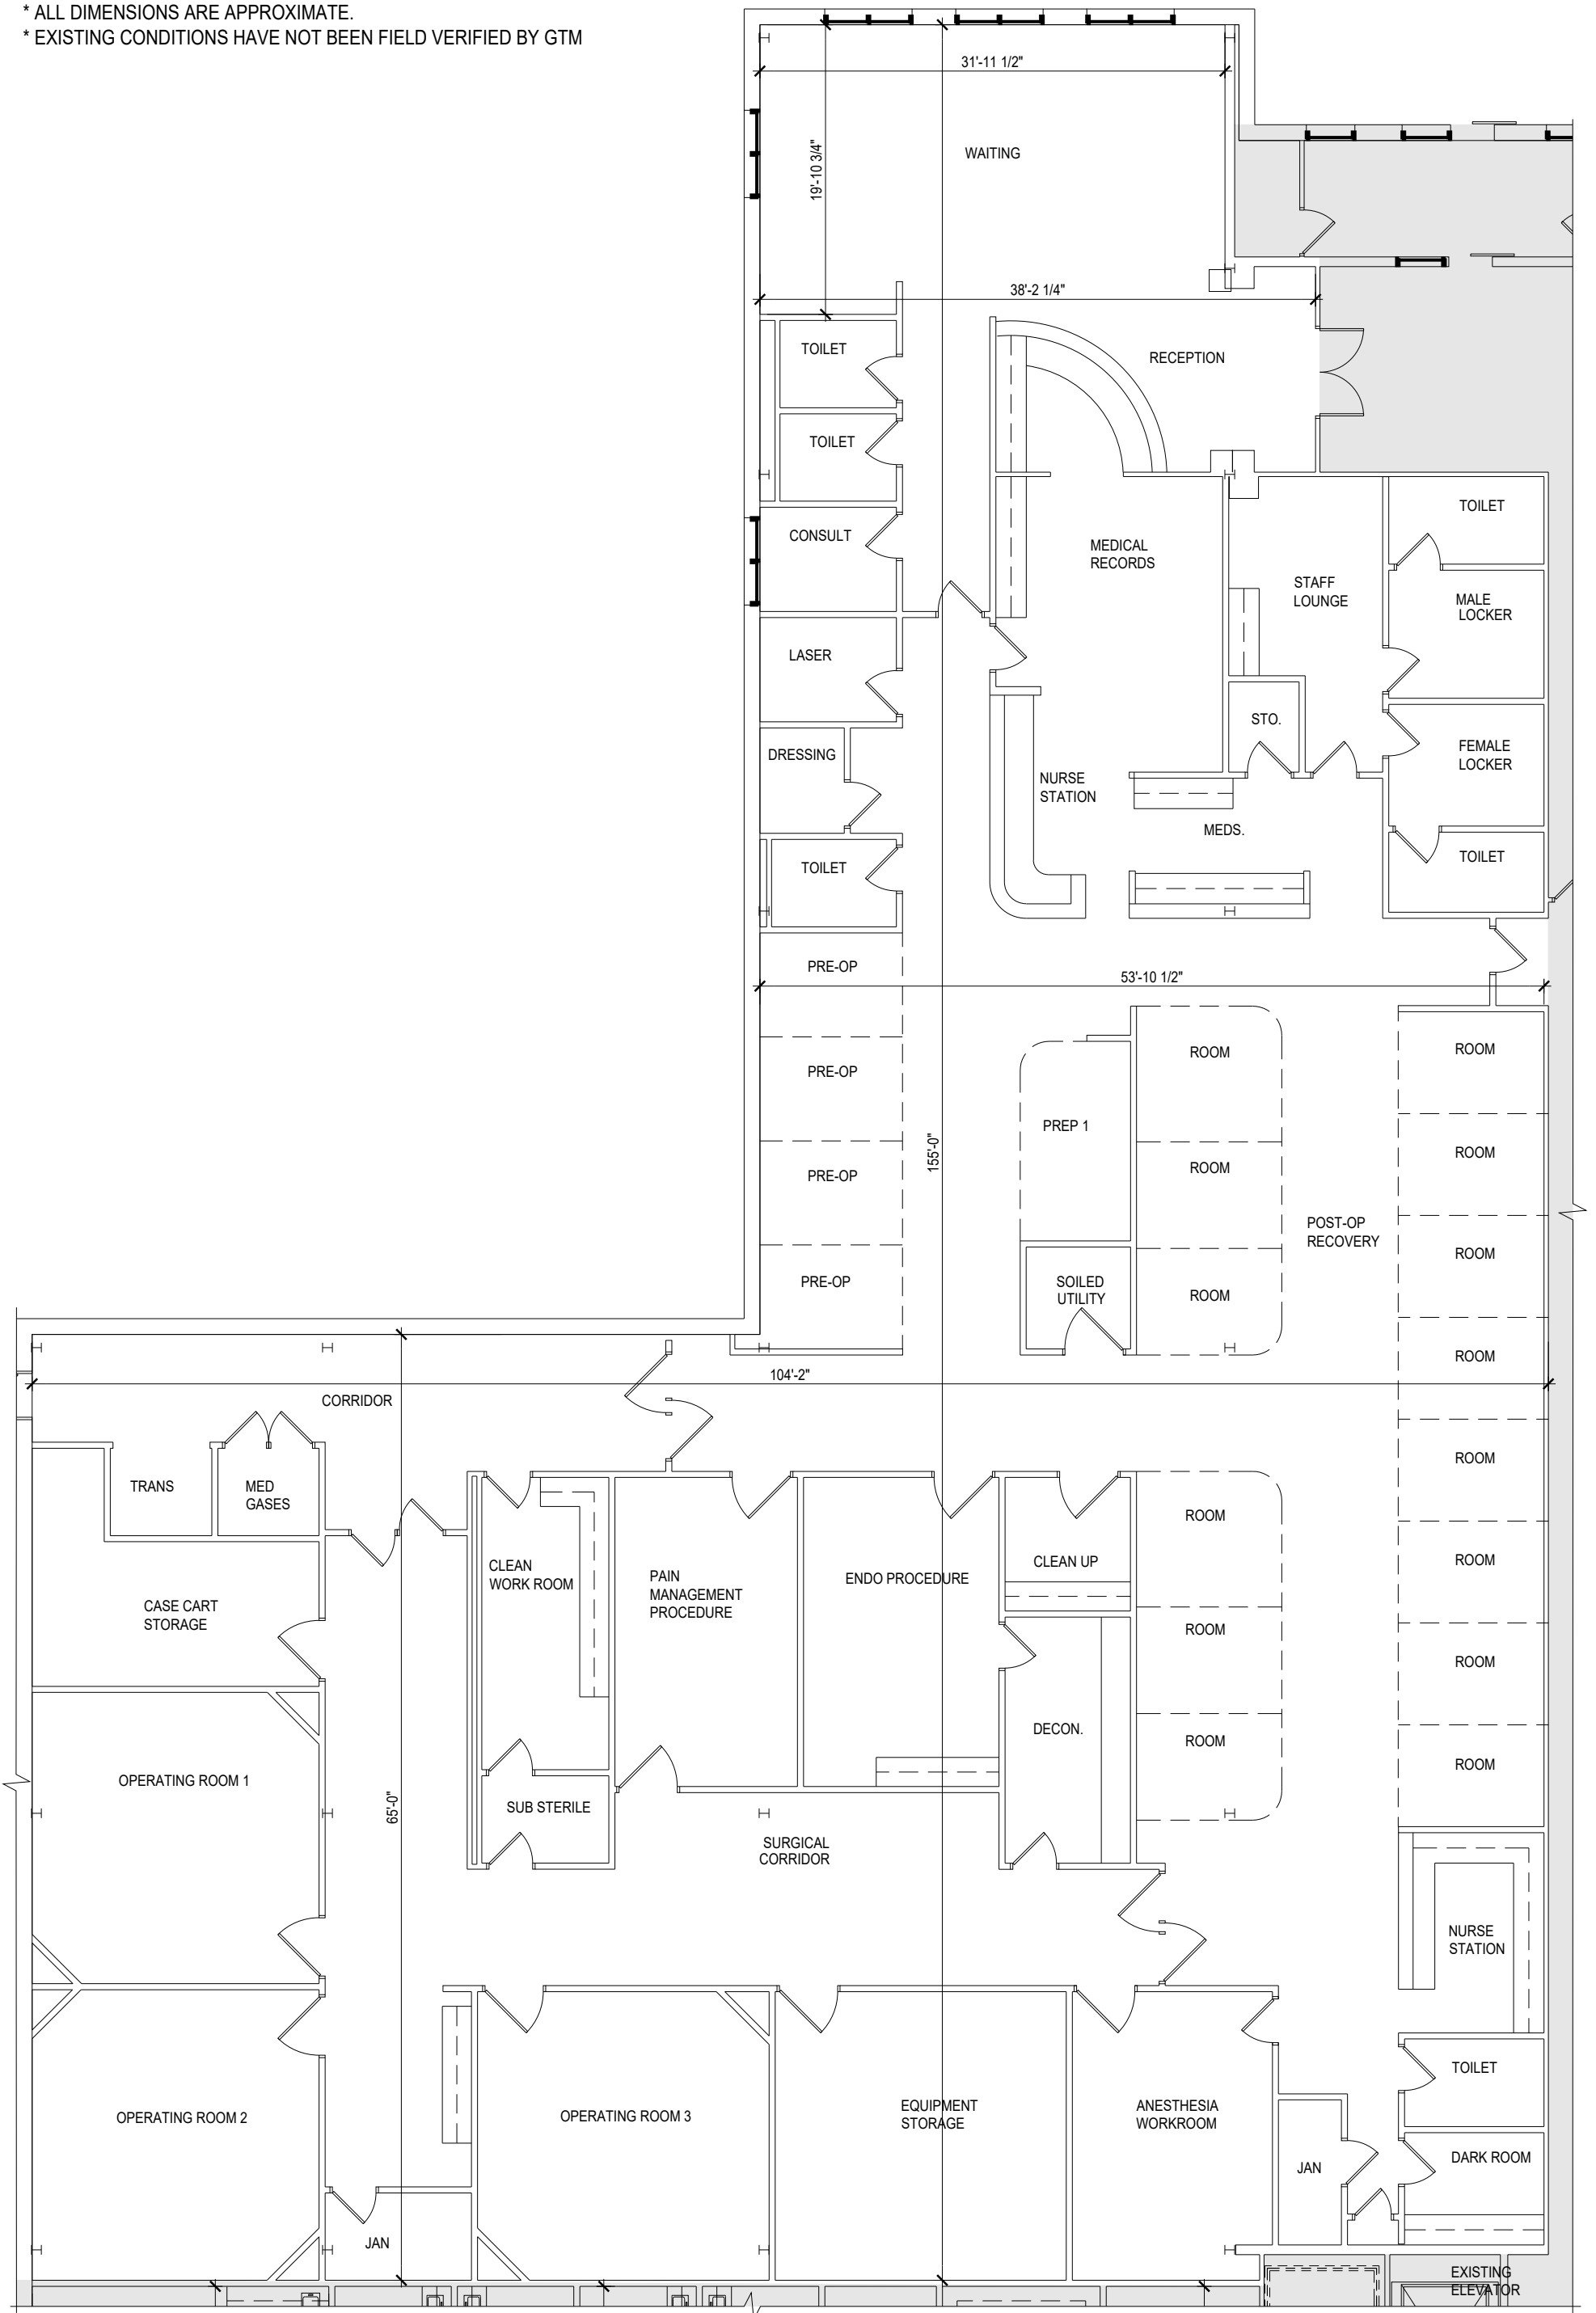 * ALL DIMENSIONS ARE APPROXIMATE.
* EXISTING CONDITIONS HAVE NOT BEEN FIELD VERIFIED BY GTM
31'-11 1/2"
19'-10 3/4"
WAITING
38'-2 1/4"
TOILET
RECEPTION
TOILET
CONSULT
MEDICAL
RECORDS
TOILET
STAFF
LOUNGE
MALE
LOCKER
LASER
STO.
DRESSING
FEMALE
LOCKER
NURSE
STATION
MEDS.
TOILET
TOILET
PRE-OP
53'-10 1/2"
ROOM
ROOM
PRE-OP
PREP 1
155'-0"
ROOM
ROOM
PRE-OP
POST-OP
RECOVERY
ROOM
PRE-OP
SOILED
UTILITY
ROOM
ROOM
104'-2"
CORRIDOR
TRANS
MED
GASES
ROOM
ROOM
CLEAN
WORK ROOM
PAIN
MANAGEMENT
PROCEDURE
ENDO PROCEDURE
CLEAN UP
ROOM
CASE CART
STORAGE
ROOM
ROOM
DECON.
ROOM
ROOM
OPERATING ROOM 1
65'-0"
SUB STERILE
SURGICAL
CORRIDOR
NURSE
STATION
OPERATING ROOM 2
OPERATING ROOM 3
EQUIPMENT
STORAGE
ANESTHESIA
WORKROOM
TOILET
JAN
DARK ROOM
JAN
EXISTING
ELEVATOR